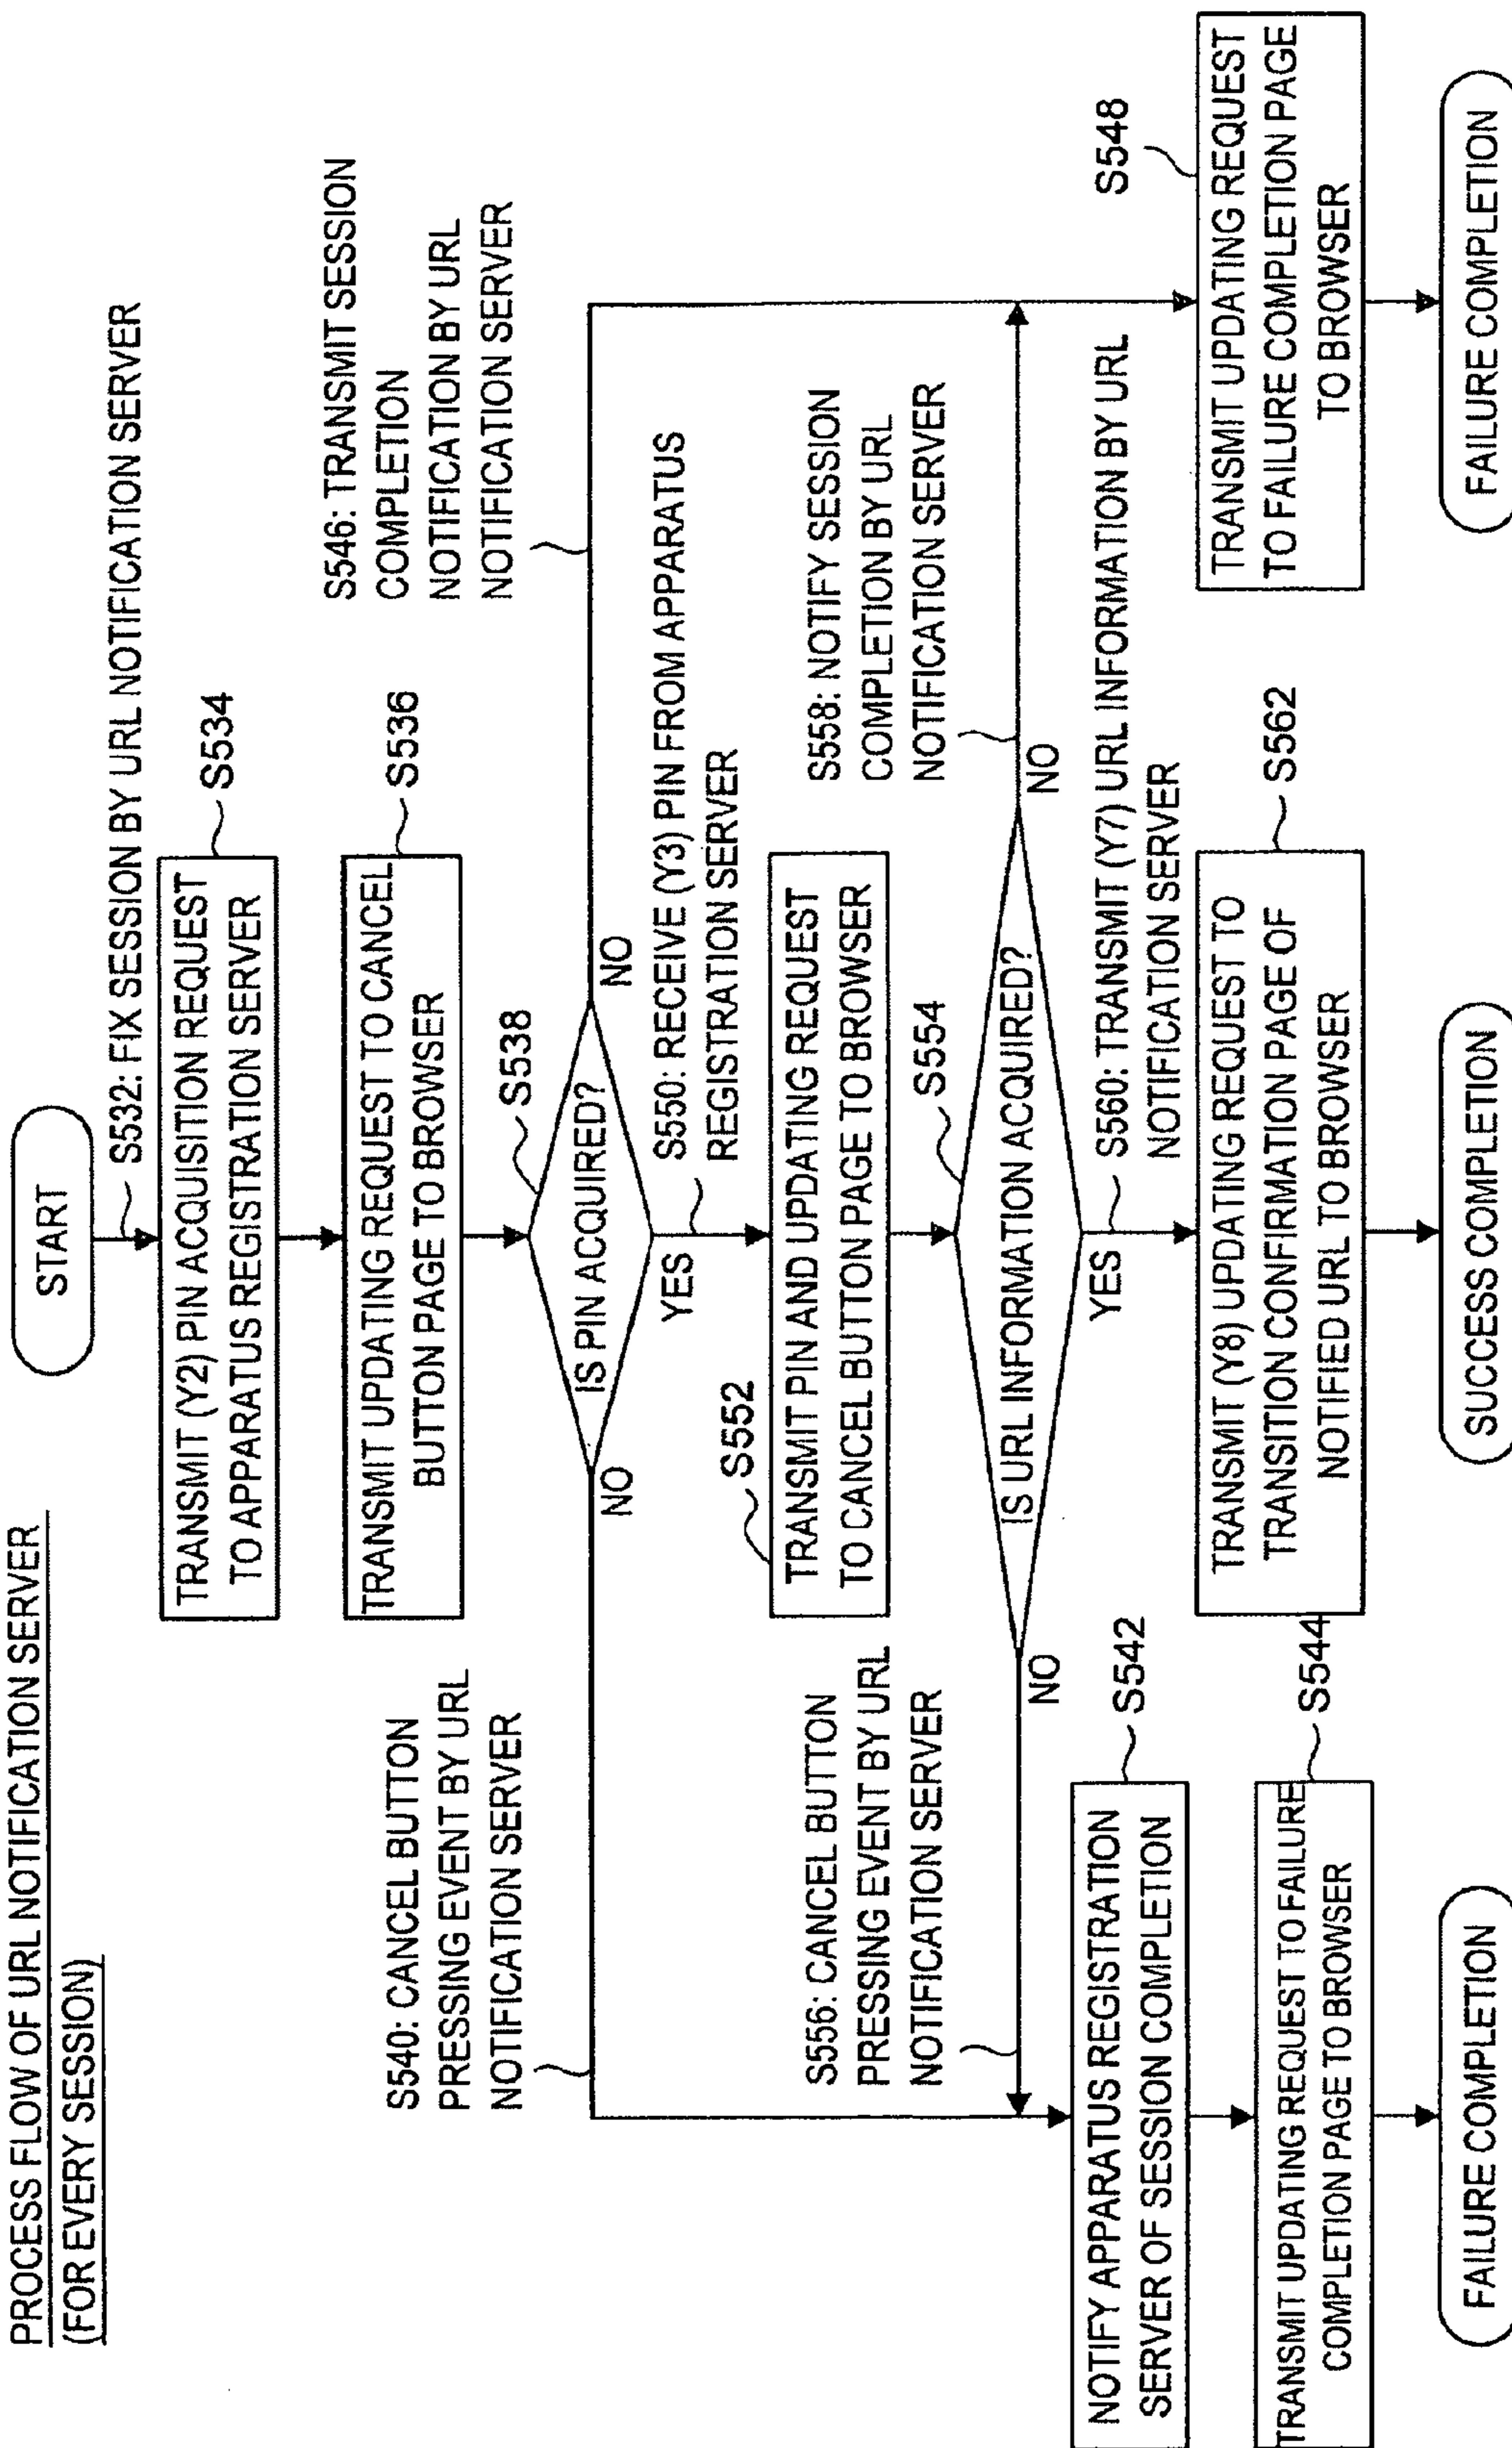 PROCESS FLOW OF URL NOTIFICATION SERVER
(FOR EVERY SESSION)
START
S532: FIX SESSION BY URL NOTIFICATION SERVER
TRANSMIT (Y2) PIN ACQUISITION REQUEST
TO APPARATUS REGISTRATION SERVER
S534
TRANSMIT UPDATING REQUEST TO CANCEL
BUTTON PAGE TO BROWSER
S536
IS PIN ACQUIRED?
S538
NO
NO
YES
S540: CANCEL BUTTON
PRESSING EVENT BY URL
NOTIFICATION SERVER
S546: TRANSMIT SESSION
COMPLETION
NOTIFICATION BY URL
NOTIFICATION SERVER
S550: RECEIVE (Y3) PIN FROM APPARATUS
REGISTRATION SERVER
S552
TRANSMIT PIN AND UPDATING REQUEST
TO CANCEL BUTTON PAGE TO BROWSER
S554
IS URL INFORMATION ACQUIRED?
NO
NO
YES
S556: CANCEL BUTTON
PRESSING EVENT BY URL
NOTIFICATION SERVER
S558: NOTIFY SESSION
COMPLETION BY URL
NOTIFICATION SERVER
S560: TRANSMIT (Y7) URL INFORMATION BY URL
NOTIFICATION SERVER
NOTIFY APPARATUS REGISTRATION
SERVER OF SESSION COMPLETION
S542
TRANSMIT UPDATING REQUEST TO FAILURE
COMPLETION PAGE TO BROWSER
S544
TRANSMIT (Y8) UPDATING REQUEST TO
TRANSITION CONFIRMATION PAGE OF
NOTIFIED URL TO BROWSER
S562
TRANSMIT UPDATING REQUEST
TO FAILURE COMPLETION PAGE
TO BROWSER
S548
FAILURE COMPLETION
SUCCESS COMPLETION
FAILURE COMPLETION